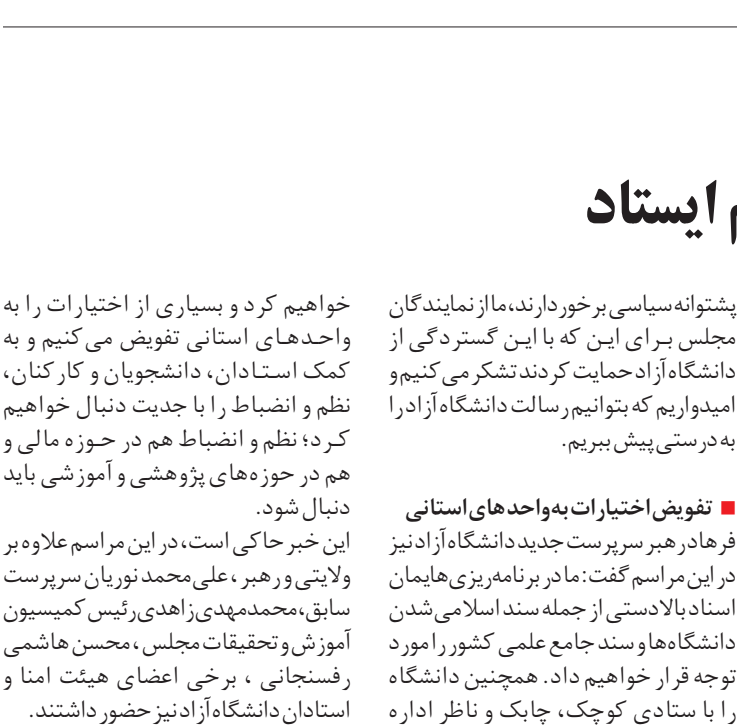 م ایستاد
پشتوانه سیاسی برخوردارند، ما از نمایندگان
مجلس برای این که با این گستردگی از
دانشگاه آزاد حمایت کردند تشکر می‌کنیم و
امیدواریم که بتوانیم رسالت دانشگاه آزاد را
به درستی پیش ببریم.
■ تفویض اختیارات به واحدهای استانی
فرهاد رهبر سرپرست جدید دانشگاه آزاد نیز
در این مراسم گفت: ما در برنامه‌ریزی‌هایمان
اسناد بالادستی از جمله سند اسلامی شدن
دانشگاه‌ها و سند جامع علمی کشور را مورد
توجه قرار خواهیم داد. همچنین دانشگاه
را با ستادی کوچک، چابک و ناظر اداره
خواهیم کرد و بسیاری از اختیارات را به
واحدهای استانی تفویض می‌کنیم و به
کمک استادان، دانشجویان و کارکنان،
نظم و انضباط را با جدیت دنبال خواهیم
کرد؛ نظم و انضباط هم در حوزه مالی و
هم در حوزه‌های پژوهشی و آموزشی باید
دنبال شود.
این خبر حاکی است، در این مراسم علاوه بر
ولایتی و رهبر ، علی محمد نوریان سرپرست
سابق، محمدمهدی زاهدی رئیس کمیسیون
آموزش و تحقیقات مجلس ، محسن هاشمی
رفسنجانی ، برخی اعضای هیئت امنا و
استادان دانشگاه آزاد نیز حضور داشتند.